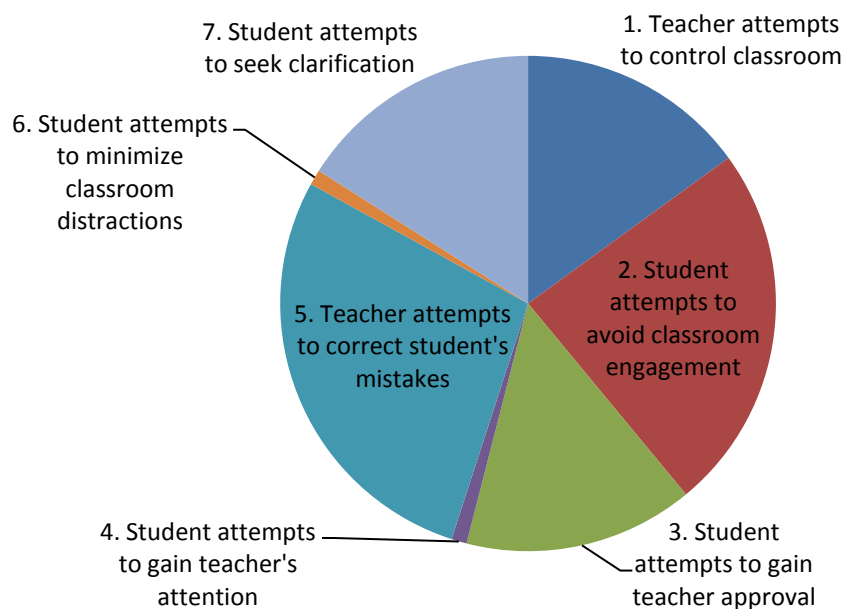 1. Teacher attempts
to control classroom
2. Student
attempts to
avoid classroom
engagement
3. Student
attempts to gain
teacher approval
4. Student attempts
to gain teacher's
attention
5. Teacher attempts
to correct student's
mistakes
6. Student attempts
to minimize
classroom
distractions
7. Student attempts
to seek clarification